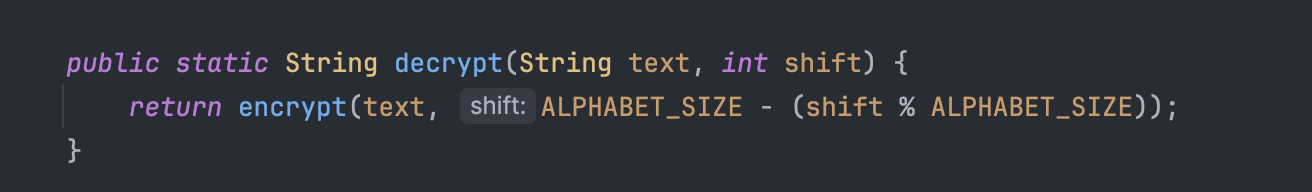 public static String decrypt(String text, int shift) {
return encrypt(text, shift: ALPHABET_SIZE - (shift % ALPHABET_SIZE));
}